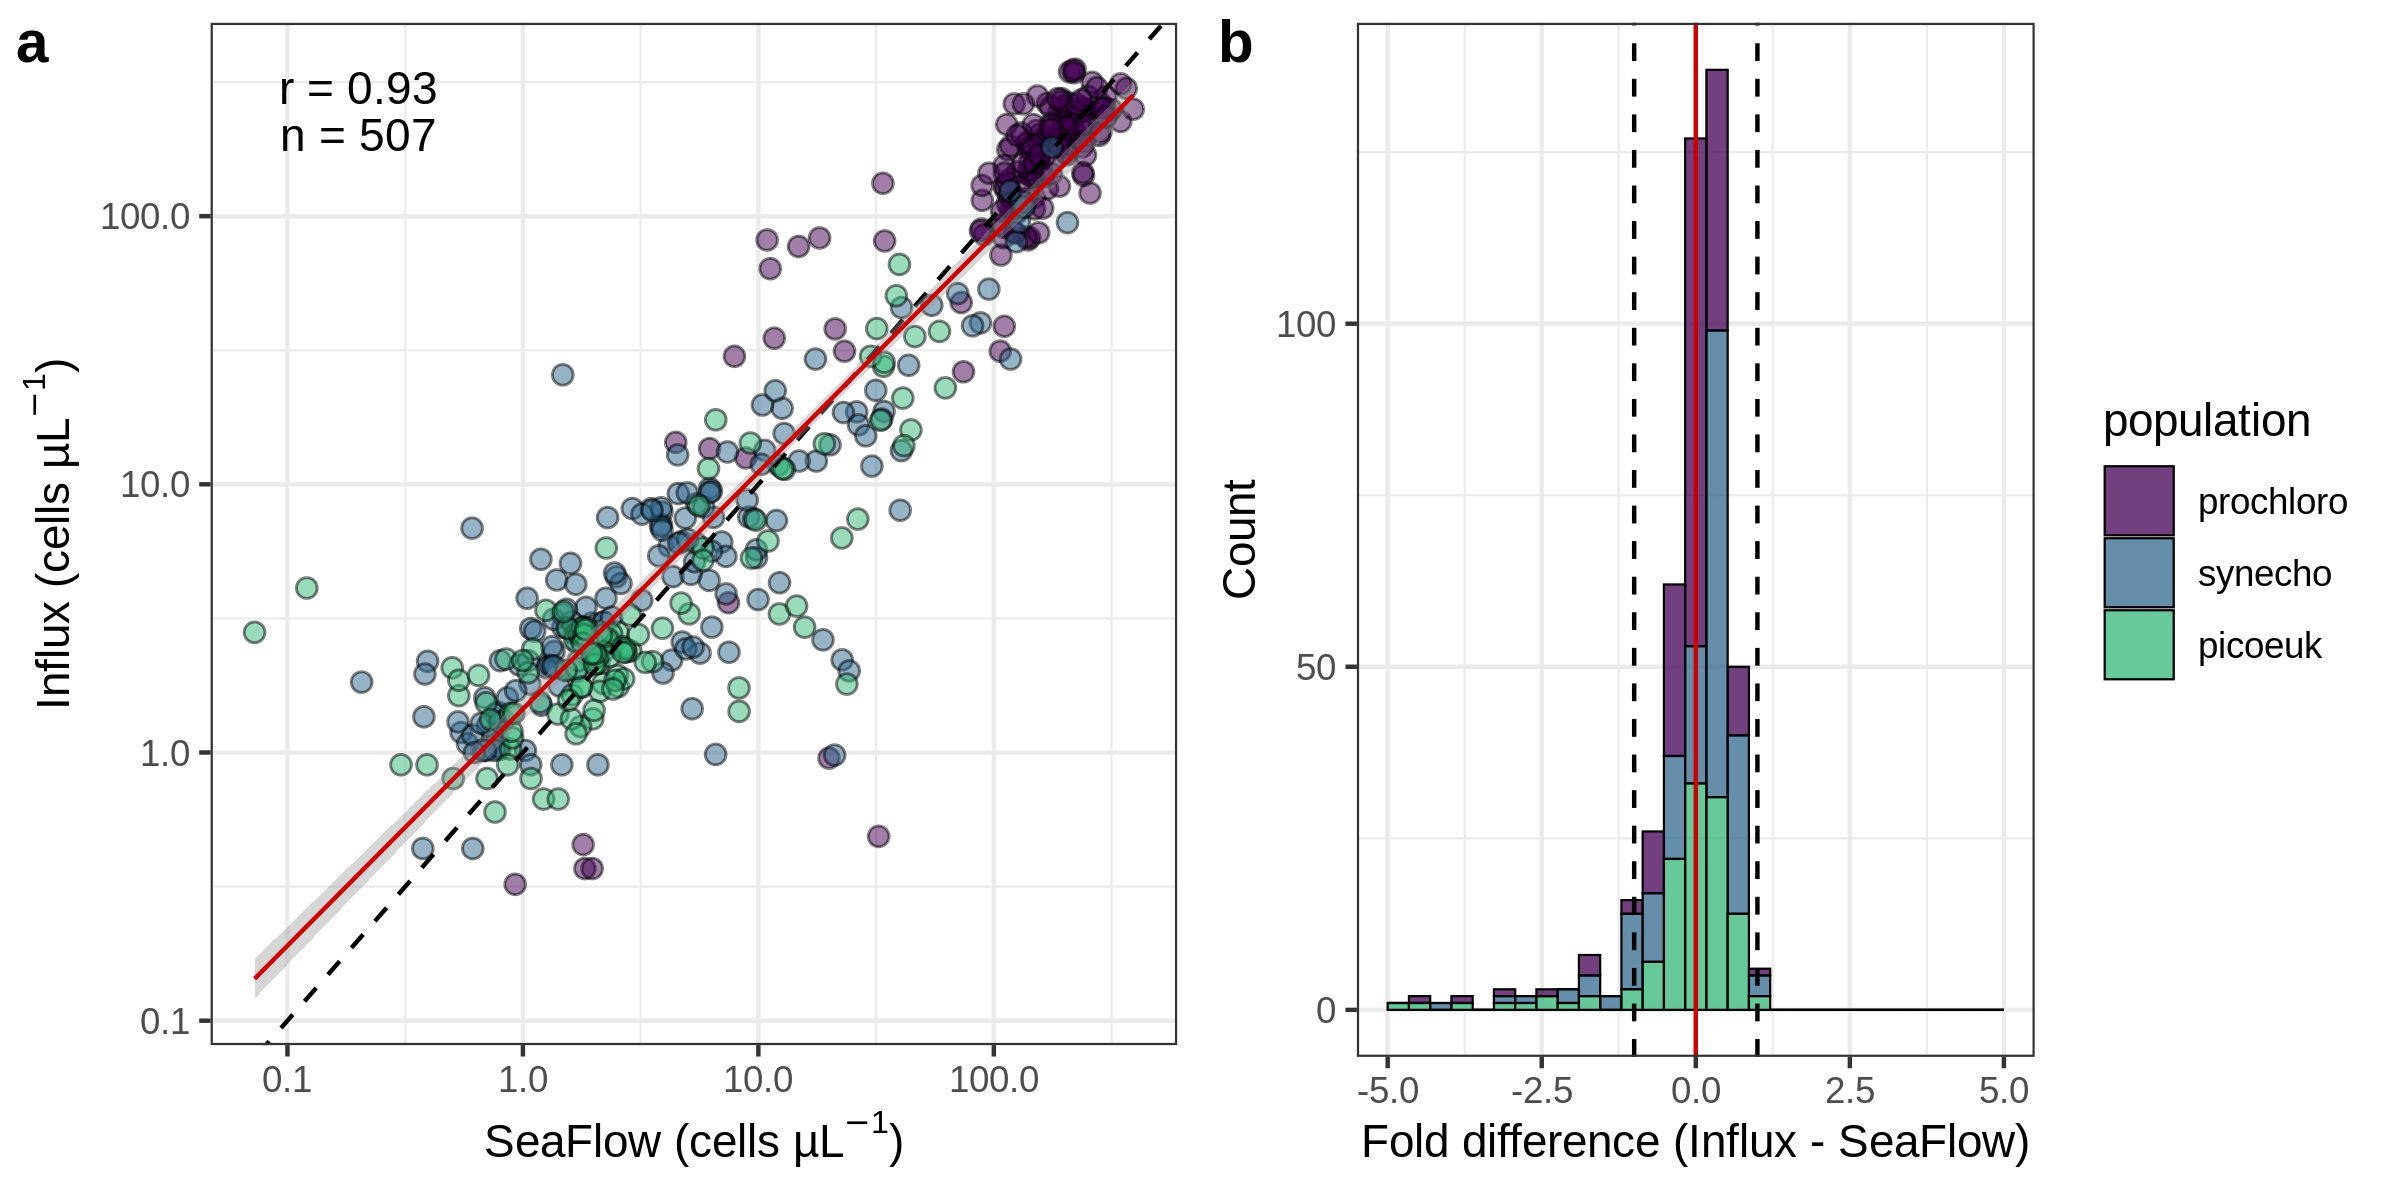 a
r = 0.93
n = 507
Influx (cells µL⁻¹)
100.0
10.0
1.0
0.1
0.1 1.0 10.0 100.0
SeaFlow (cells µL⁻¹)
b
Count
100
50
0
-5.0 -2.5 0.0 2.5 5.0
Fold difference (Influx - SeaFlow)
population
prochloro
synecho
picoeuk